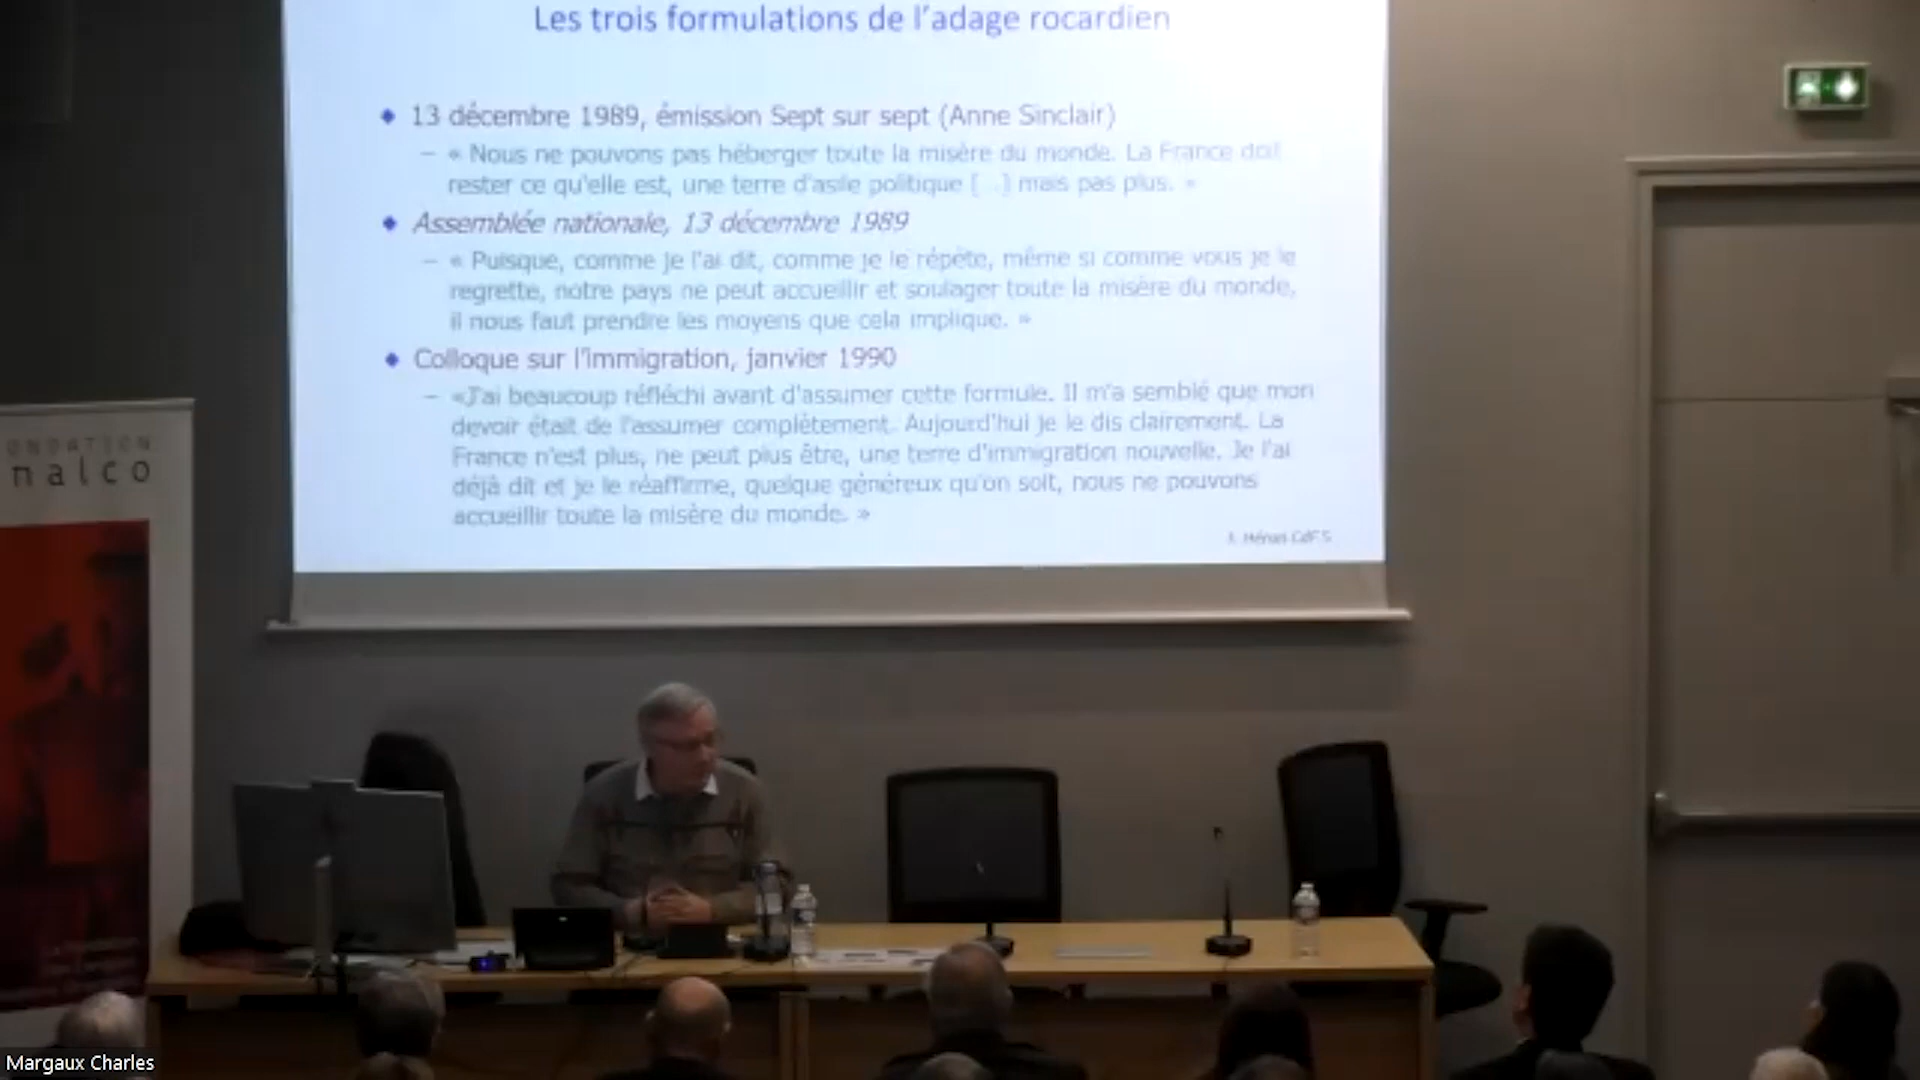 Les trois formulations de l'adage rocardien
13 décembre 1989, émission Sept sur sept (Anne Sinclair)
– « Nous ne pouvons pas héberger toute la misère du monde. La France doit
rester ce qu'elle est, une terre d'asile politique [...] mais pas plus. »
Assemblée nationale, 13 décembre 1989
– « Puisque, comme je l'ai dit, comme je le répète, même si comme vous je le
regrette, notre pays ne peut accueillir et soulager toute la misère du monde,
il nous faut prendre les moyens que cela implique. »
Colloque sur l'immigration, janvier 1990
– «J'ai beaucoup réfléchi avant d'assumer cette formule. Il m'a semblé que mon
devoir était de l'assumer complètement. Aujourd'hui je le dis clairement. La
France n'est plus, ne peut plus être, une terre d'immigration nouvelle. Je l'ai
déjà dit et je le réaffirme, quelque généreux qu'on soit, nous ne pouvons
accueillir toute la misère du monde. »
ONDATION
nalco
Margaux Charles